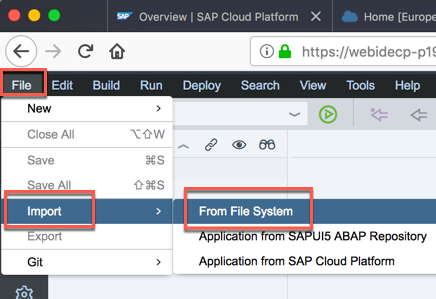 SAP Overview | SAP Cloud Platform Home [Europe
https://webidecp-p19
File Edit Build Run Deploy Search View Tools Help
New
Close All ⌥⇧W
Save ⌘S
Save All ⇧⌘S
Import From File System
Export Application from SAPUI5 ABAP Repository
Git Application from SAP Cloud Platform